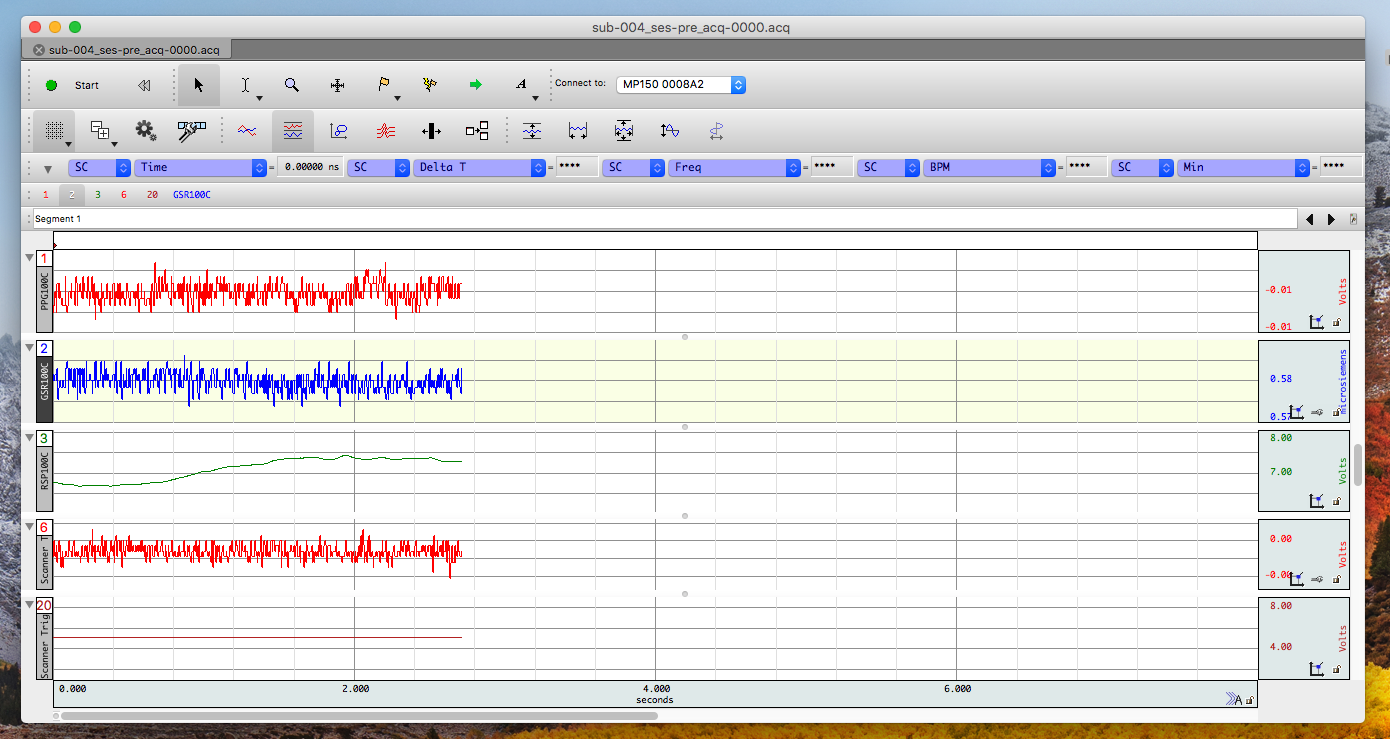 sub-004_ses-pre_acq-0000.acq
sub-004_ses-pre_acq-0000.acq
Start
A
Connect to:
MP150 0008A2
SC Time = 0.00000 ns SC Delta T = **** SC Freq = **** SC BPM = **** SC Min = ****
1 2 3 6 20 GSR100C
Segment 1
1
PPG100C
-0.01
-0.01
Volts
2
GSR100C
0.58
0.57
microsiemens
3
RSP100C
8.00
7.00
Volts
6
Scanner T
0.00
-0.00
Volts
20
Scanner Trig
8.00
4.00
Volts
0.000 2.000 4.000 6.000
seconds
A